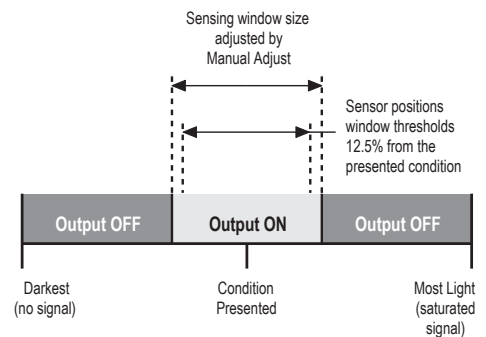 Sensing window size
adjusted by
Manual Adjust
Sensor positions
window thresholds
12.5% from the
presented condition
Output OFF
Output ON
Output OFF
Darkest
(no signal)
Condition
Presented
Most Light
(saturated
signal)